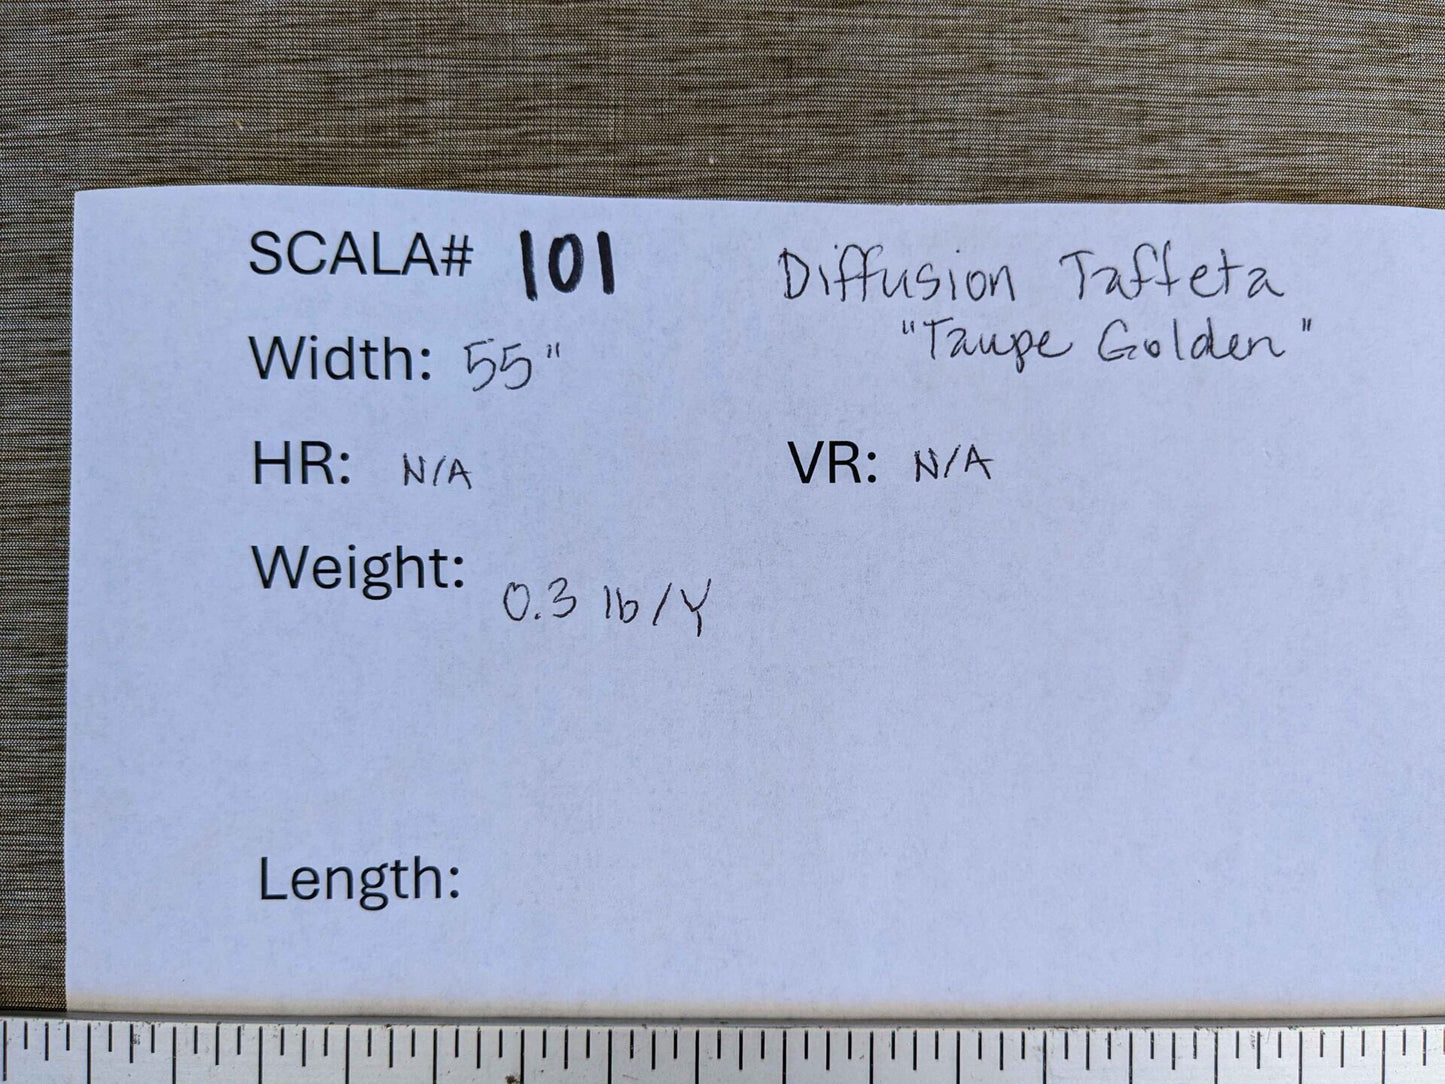 SCALA# 101 Diffusion Taffeta
Width: 55" "Taupe Golden"
HR: N/A VR: N/A
Weight: 0.3 lb/Y
Length: